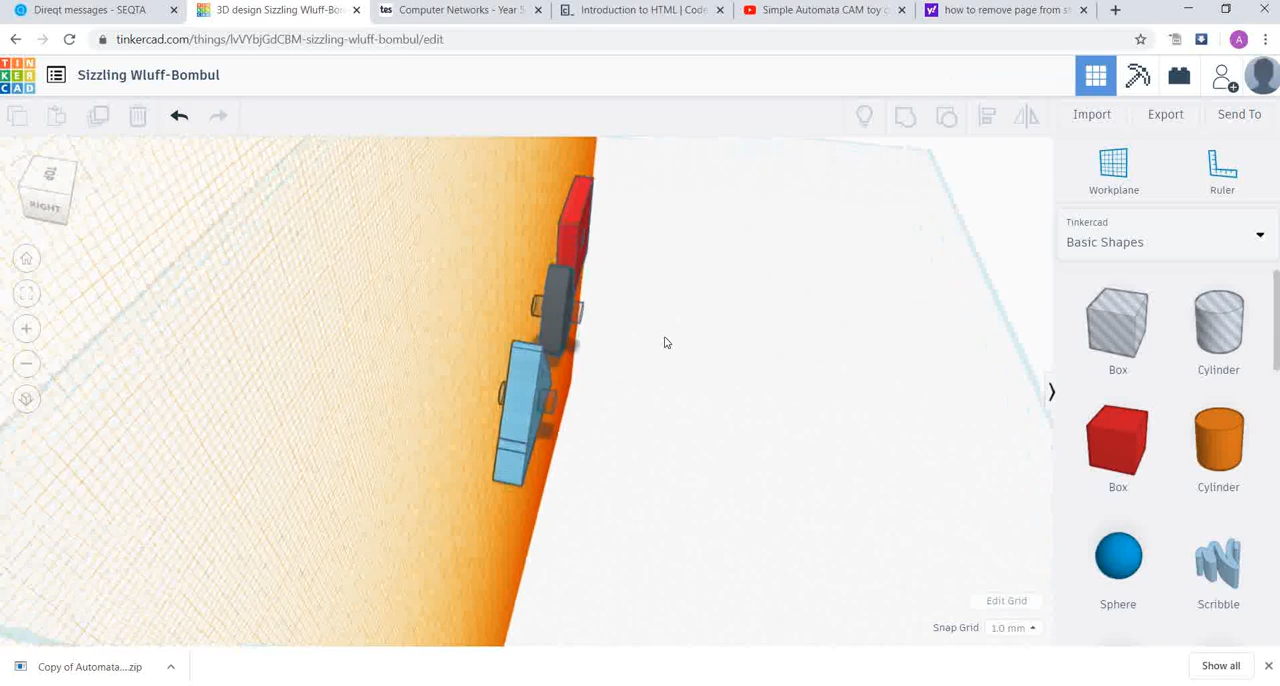 Direqt messages - SEQTA
3D design Sizzling Wluff-Bo
Computer Networks - Year 5
Introduction to HTML | Code
Simple Automata CAM toy c
how to remove page from s
tinkercad.com/things/lvVYbjGdCBM-sizzling-wluff-bombul/edit
A
TIN
KER
CAD
Sizzling Wluff-Bombul
Import
Export
Send To
TOP
RIGHT
Workplane
Ruler
Tinkercad
Basic Shapes
Box
Cylinder
Box
Cylinder
Sphere
Scribble
Edit Grid
Snap Grid 1.0 mm
Copy of Automata....zip
Show all